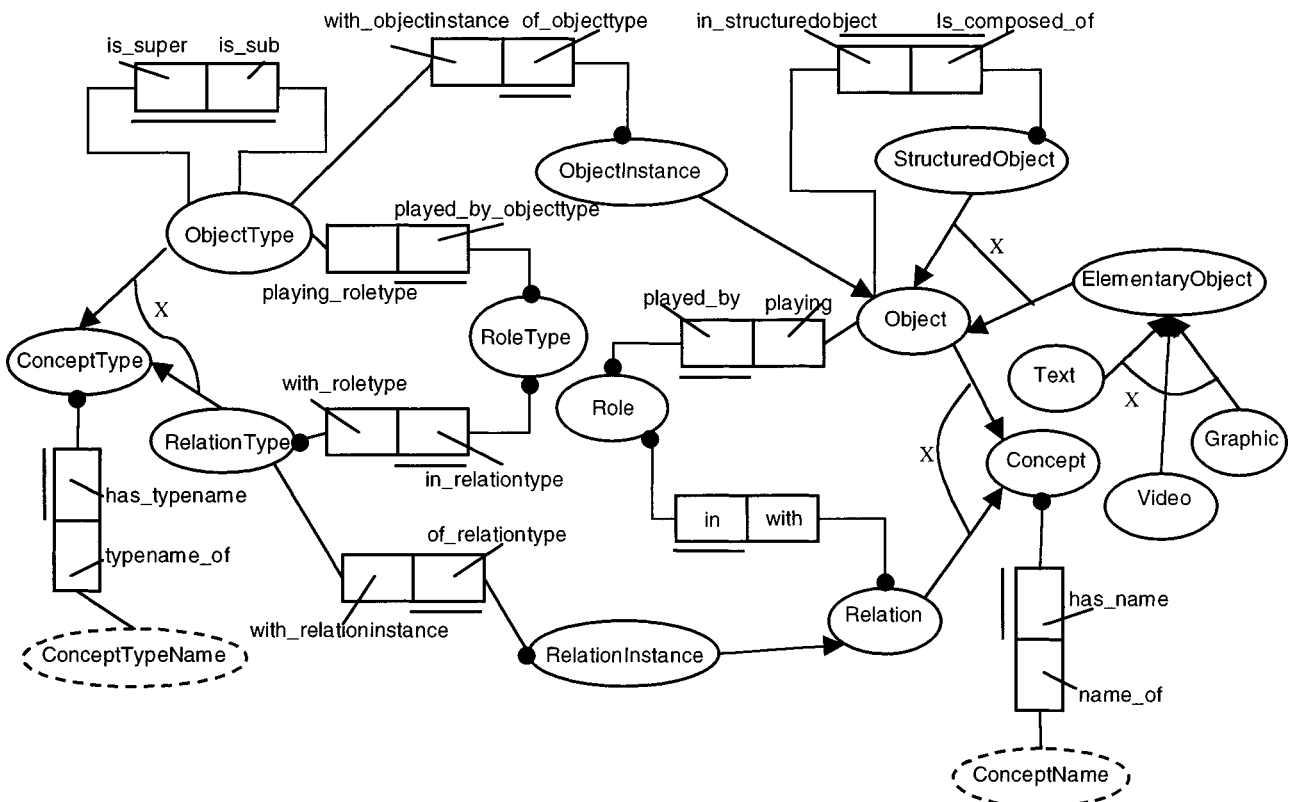 with_objectinstance of_objecttype
in_structuredobject
Is_composed_of
is_super
is_sub
ObjectInstance
StructuredObject
played_by_objecttype
ObjectType
X
ElementaryObject
playing_roletype
played_by
playing
X
Object
RoleType
ConceptType
Text
with_roletype
Role
X
Graphic
RelationType
X
Concept
in_relationtype
has_typename
Video
in
with
of_relationtype
typename_of
has_name
Relation
with_relationinstance
ConceptTypeName
RelationInstance
name_of
ConceptName